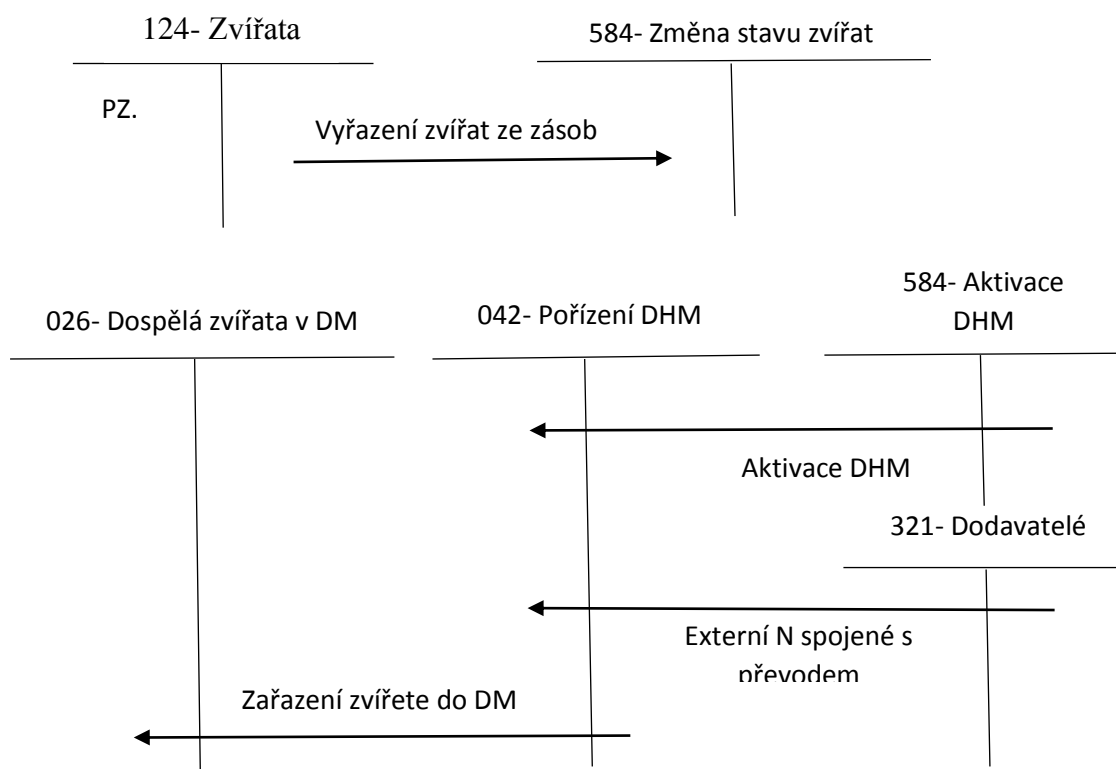 124- Zvířata
584- Změna stavu zvířat
PZ.
Vyřazení zvířat ze zásob
584- Aktivace
DHM
026- Dospělá zvířata v DM
042- Pořízení DHM
Aktivace DHM
321- Dodavatelé
Externí N spojené s
převodem
Zařazení zvířete do DM